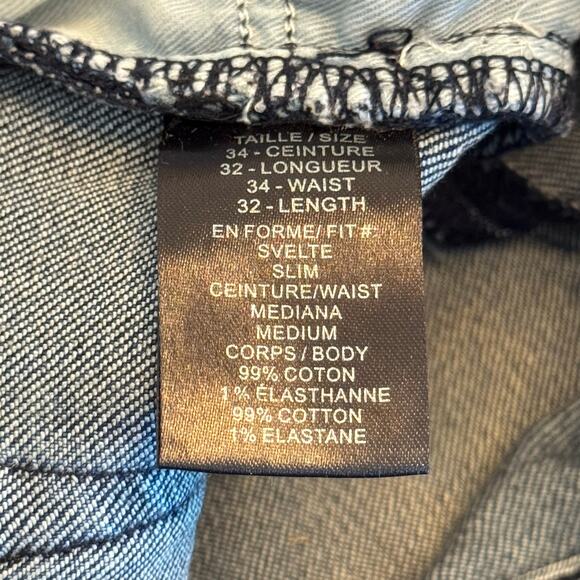 TAILLE / SIZE
34 - CEINTURE
32 - LONGUEUR
34 - WAIST
32 - LENGTH
EN FORME/ FIT #:
SVELTE
SLIM
CEINTURE/WAIST
MEDIANA
MEDIUM
CORPS / BODY
99% COTON
1% ÉLASTHANNE
99% COTTON
1% ELASTANE